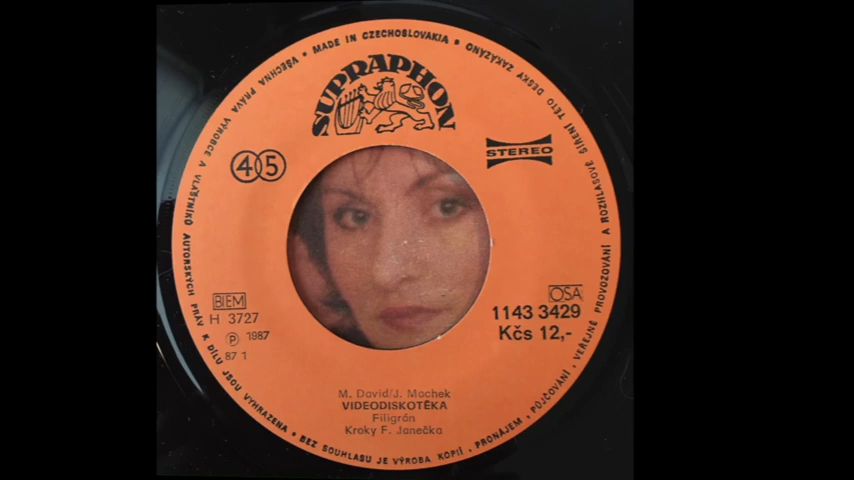 • MADE IN CZECHOSLOVAKIA •
VŠECHNA PRÁVA VÝROBCE A VLASTNÍKŮ AUTORSKÝCH PRÁV K DÍLU JSOU VYHRAZENA • BEZ SOUHLASU JE VÝROBA KOPIÍ, PRONÁJEM, PŮJČOVÁNÍ, VEŘEJNÉ PROVOZOVÁNÍ A ROZHLASOVÉ ŠÍŘENÍ TÉTO DESKY ZAKÁZÁNO
SUPRAPHON
45
STEREO
BIEM
H 3727
Ⓟ 1987
87 1
OSA
1143 3429
Kčs 12,-
M. David/J. Machek
VIDEODISKOTÉKA
Filigrán
Kroky F. Janečka